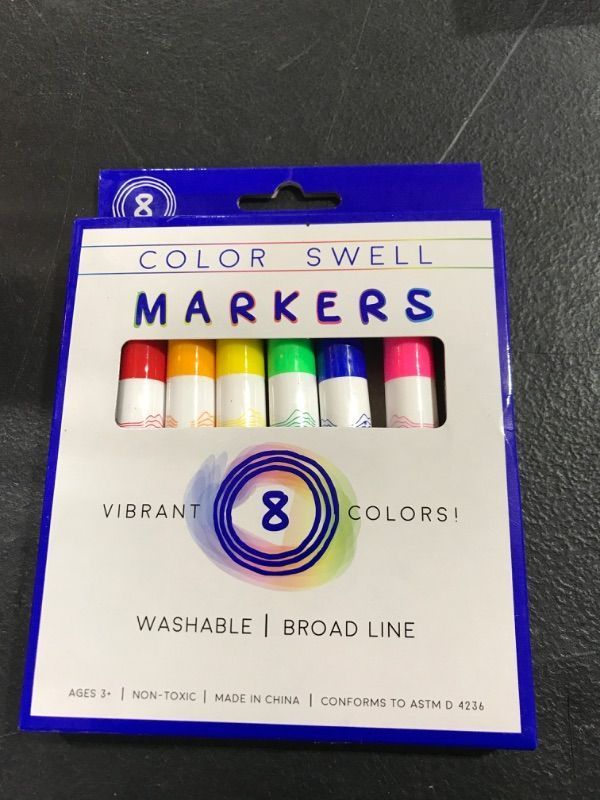 8
COLOR SWELL
MARKERS
VIBRANT 8 COLORS!
WASHABLE | BROAD LINE
AGES 3+ | NON-TOXIC | MADE IN CHINA | CONFORMS TO ASTM D 4236